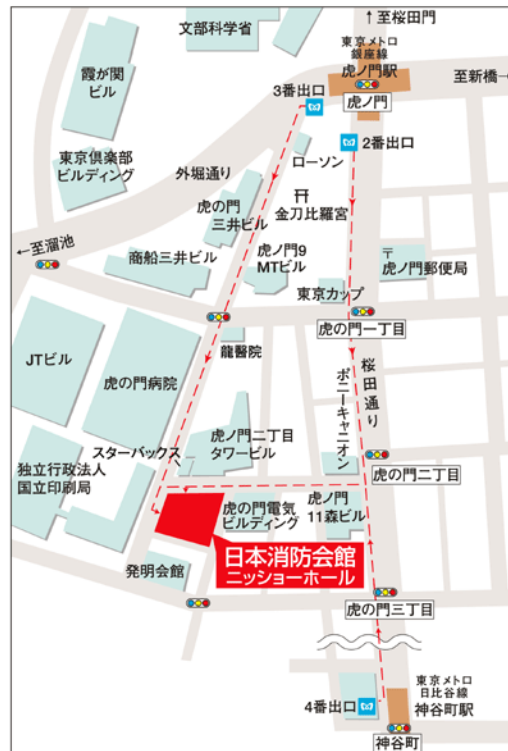 ↑至桜田門
文部科学省
東京メトロ
銀座線
虎ノ門駅
霞が関
ビル
至新橋→
3番出口
虎ノ門
2番出口
ローソン
東京倶楽部
ビルディング
外堀通り
金刀比羅宮
虎の門
三井ビル
←至溜池
商船三井ビル
虎ノ門9
MTビル
〒
虎ノ門郵便局
東京カップ
虎の門一丁目
龍醫院
JTビル
虎の門病院
桜田通り
ポニーキャニオン
虎ノ門二丁目
タワービル
スターバックス
虎の門二丁目
独立行政法人
国立印刷局
虎の門電気
ビルディング
虎ノ門
11森ビル
日本消防会館
ニッショーホール
発明会館
虎の門三丁目
東京メトロ
日比谷線
神谷町駅
4番出口
神谷町